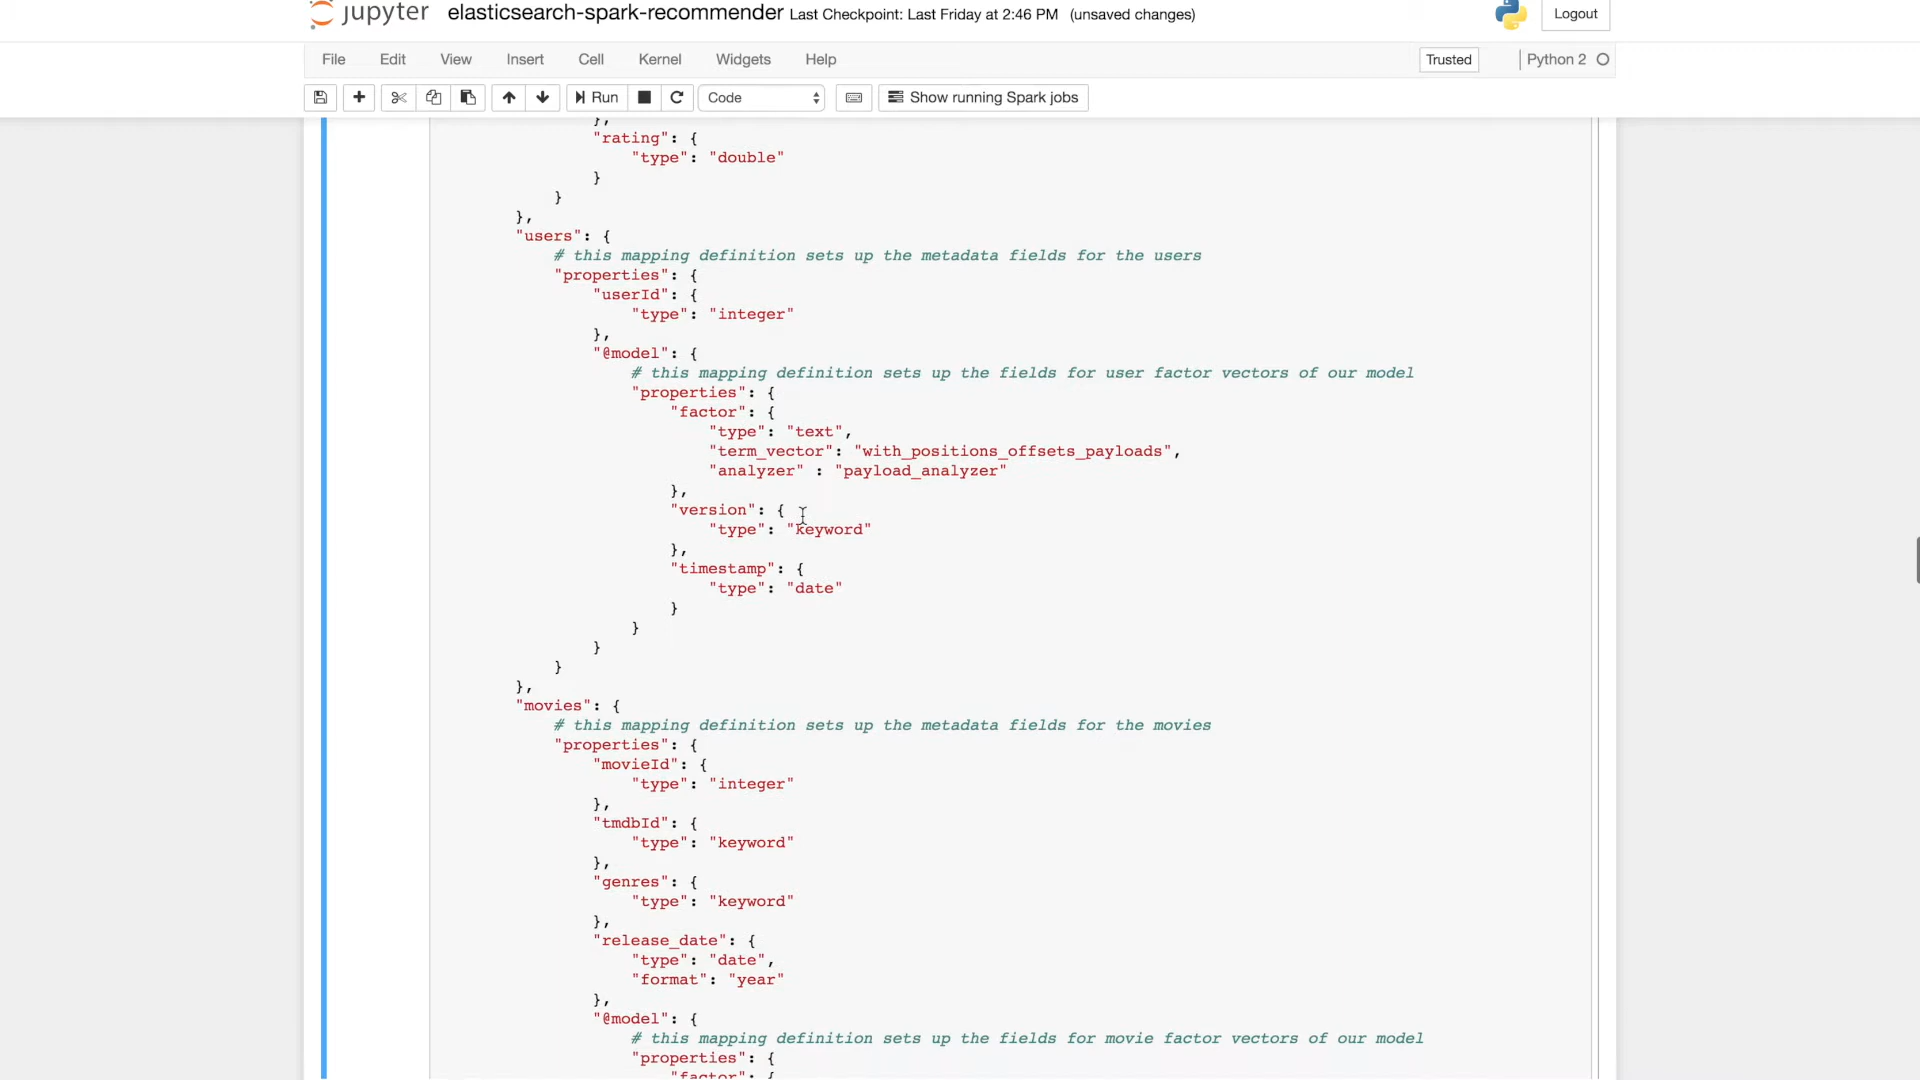 jupyter elasticsearch-spark-recommender Last Checkpoint: Last Friday at 2:46 PM (unsaved changes) Logout
File Edit View Insert Cell Kernel Widgets Help Trusted Python 2
Run Code Show running Spark jobs
},
"rating": {
"type": "double"
}
}
},
"users": {
# this mapping definition sets up the metadata fields for the users
"properties": {
"userId": {
"type": "integer"
},
"@model": {
# this mapping definition sets up the fields for user factor vectors of our model
"properties": {
"factor": {
"type": "text",
"term_vector": "with_positions_offsets_payloads",
"analyzer" : "payload_analyzer"
},
"version": {
"type": "keyword"
},
"timestamp": {
"type": "date"
}
}
}
}
},
"movies": {
# this mapping definition sets up the metadata fields for the movies
"properties": {
"movieId": {
"type": "integer"
},
"tmdbId": {
"type": "keyword"
},
"genres": {
"type": "keyword"
},
"release_date": {
"type": "date",
"format": "year"
},
"@model": {
# this mapping definition sets up the fields for movie factor vectors of our model
"properties": {
"factor": {